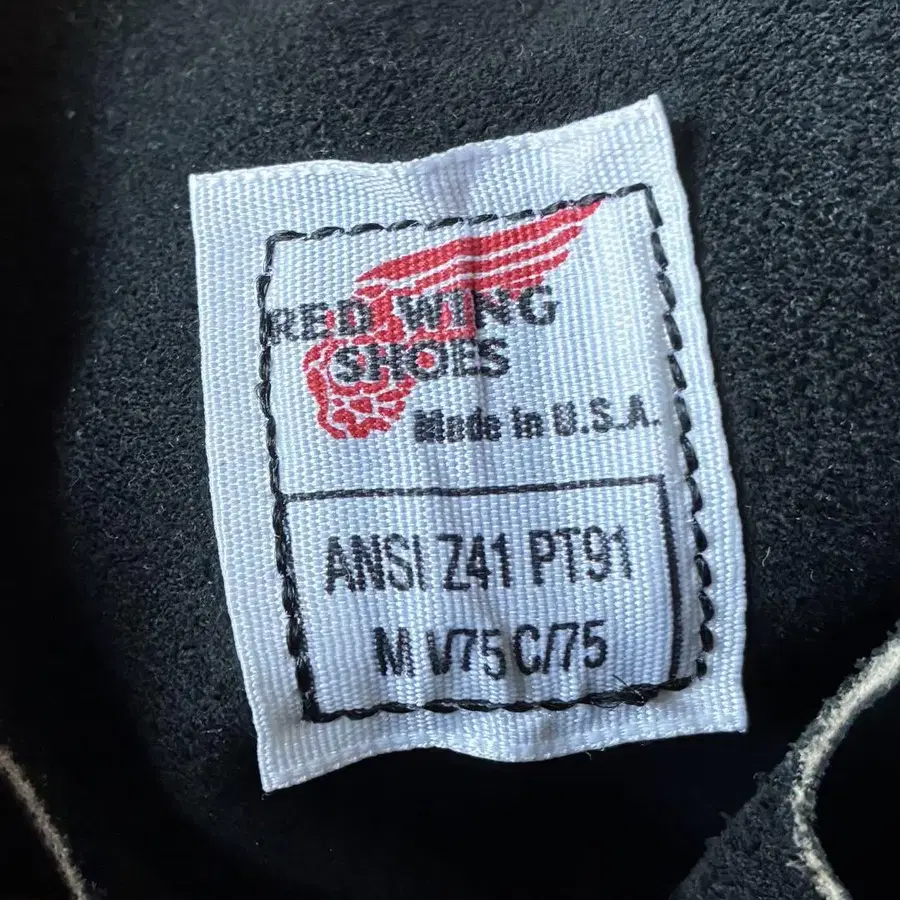 RED WING
SHOES
Made in U.S.A.
ANSI Z41 PT91
M I/75 C/75